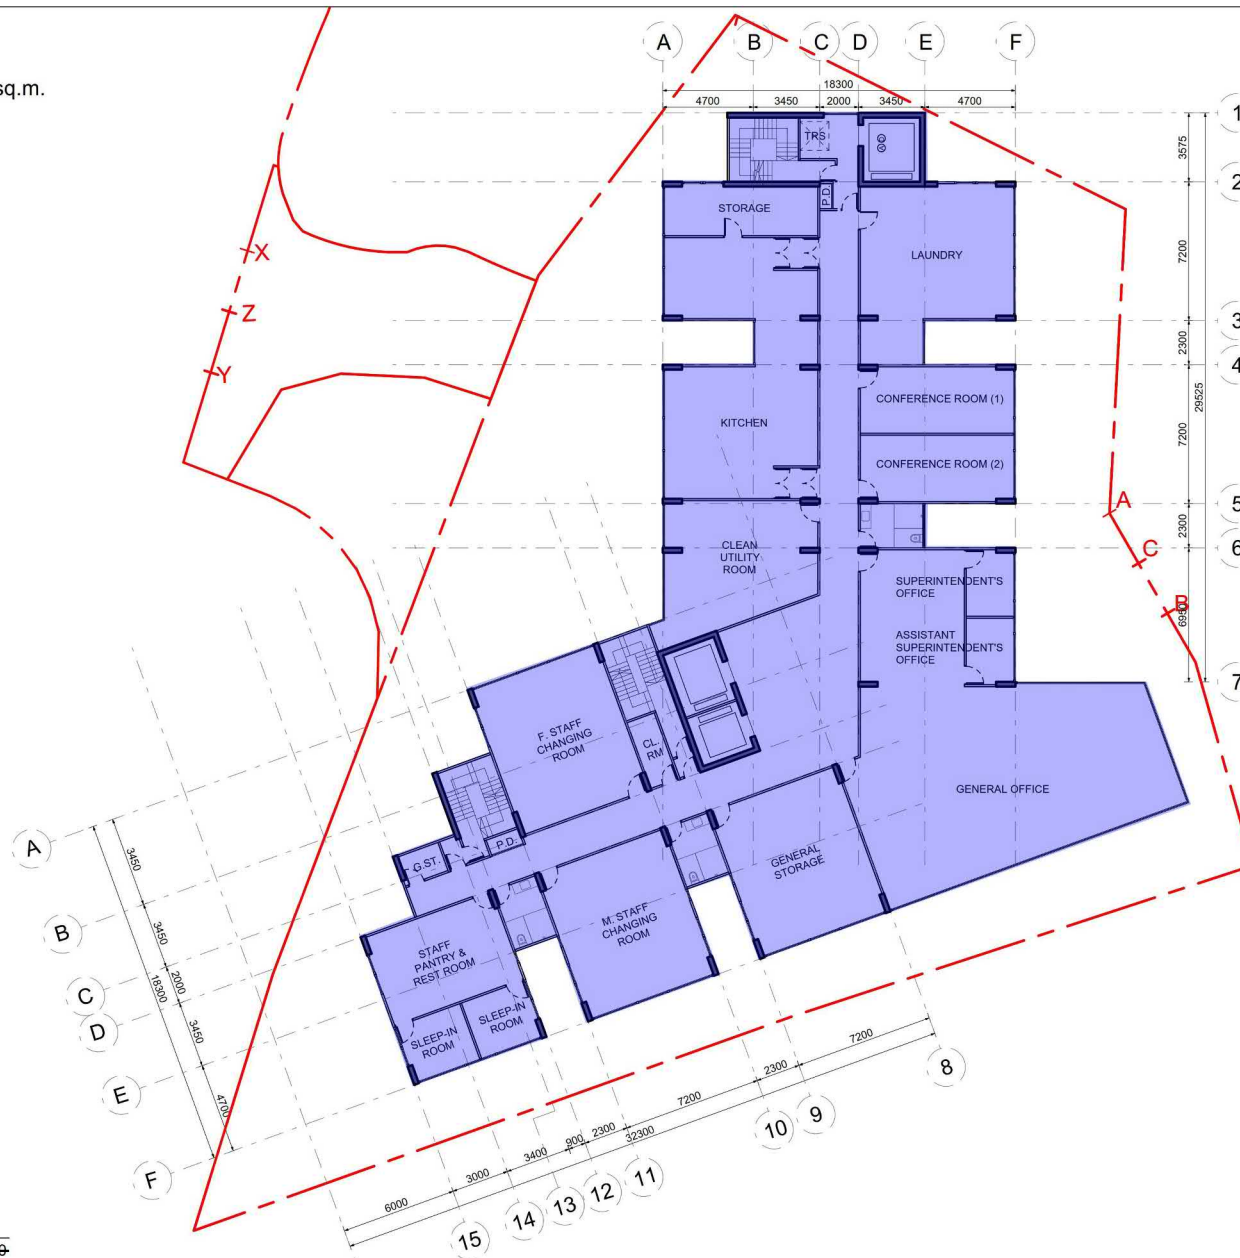 sq.m.
A B C D E F
18300
4700 3450 2000 3450 4700
1
3575
2
7200
3
2300
4
29525
7200
5
2300
6
6950
7
TRS
P.D.
STORAGE
LAUNDRY
KITCHEN
CONFERENCE ROOM (1)
CONFERENCE ROOM (2)
CLEAN
UTILITY
ROOM
SUPERINTENDENT'S
OFFICE
ASSISTANT
SUPERINTENDENT'S
OFFICE
GENERAL OFFICE
F. STAFF
CHANGING
ROOM
CL.
RM
P.D.
G.ST.
GENERAL
STORAGE
M. STAFF
CHANGING
ROOM
STAFF
PANTRY &
REST ROOM
SLEEP-IN
ROOM
SLEEP-IN
ROOM
X
Z
Y
A
C
B
A
B
C
D
E
F
3450
3450
2000
3450
4700
18300
6000 3000 3400 900 2300 7200 2300 7200
32300
15 14 13 12 11 10 9 8